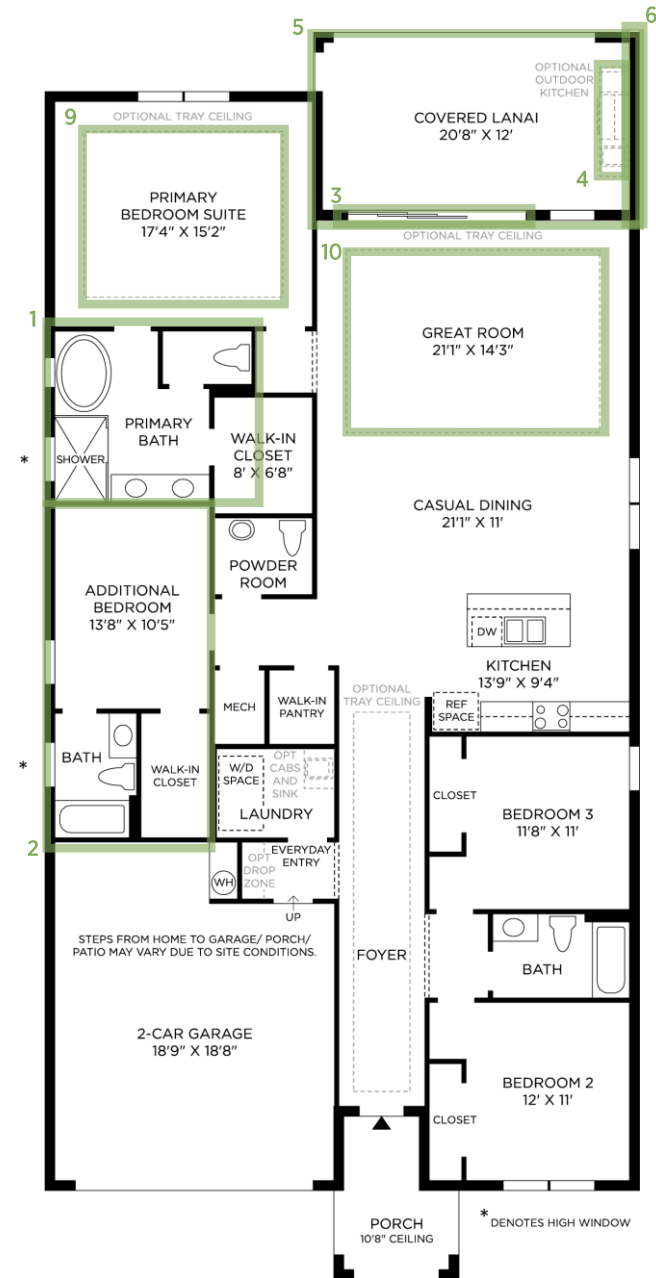 5
6
OPTIONAL
OUTDOOR
KITCHEN
COVERED LANAI
20'8" X 12'
4
3
9
OPTIONAL TRAY CEILING
PRIMARY
BEDROOM SUITE
17'4" X 15'2"
OPTIONAL TRAY CEILING
10
GREAT ROOM
21'1" X 14'3"
1
PRIMARY
BATH
* SHOWER
WALK-IN
CLOSET
8' X 6'8"
CASUAL DINING
21'1" X 11'
POWDER
ROOM
ADDITIONAL
BEDROOM
13'8" X 10'5"
DW
KITCHEN
13'9" X 9'4"
REF
SPACE
OPTIONAL
TRAY CEILING
MECH
WALK-IN
PANTRY
* BATH
WALK-IN
CLOSET
2
W/D
SPACE
OPT
CABS
AND
SINK
LAUNDRY
CLOSET
BEDROOM 3
11'8" X 11'
WH
OPT
DROP
ZONE
EVERYDAY
ENTRY
UP
STEPS FROM HOME TO GARAGE/ PORCH/
PATIO MAY VARY DUE TO SITE CONDITIONS.
FOYER
BATH
2-CAR GARAGE
18'9" X 18'8"
BEDROOM 2
12' X 11'
CLOSET
PORCH
10'8" CEILING
* DENOTES HIGH WINDOW